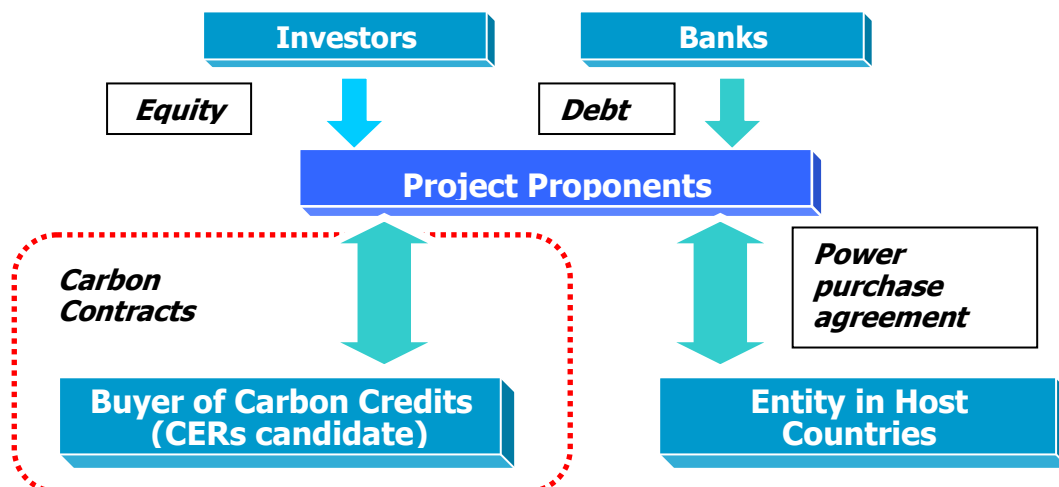 Investors
Banks
Equity
Debt
Project Proponents
Carbon
Contracts
Power
purchase
agreement
Buyer of Carbon Credits
(CERs candidate)
Entity in Host
Countries